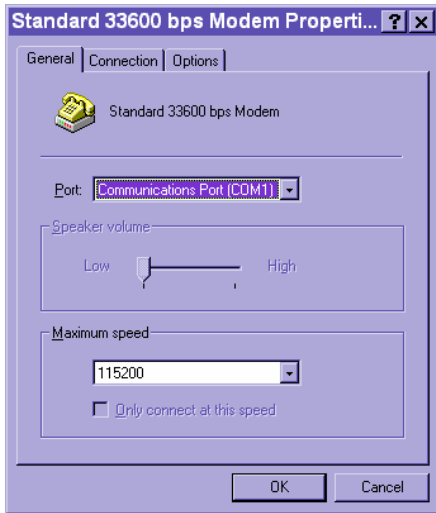 Standard 33600 bps Modem Properti...
General Connection Options
Standard 33600 bps Modem
Port: Communications Port (COM1)
Speaker volume
Low High
Maximum speed
115200
Only connect at this speed
OK Cancel